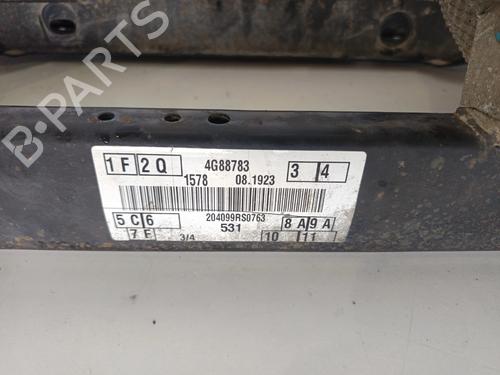 B-PARTS
1 F 2 Q 4G88783 3 4
1578 08.1923
5 C 6 204099RS0763 8 A 9 A
7 E 3/4 531 10 11